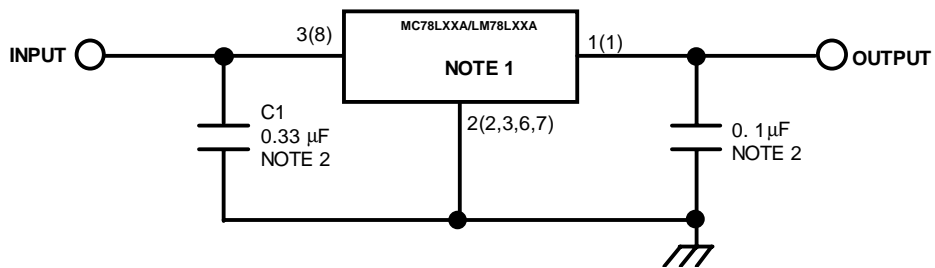 MC78LXXA/LM78LXXA
3(8)
1(1)
INPUT
NOTE 1
OUTPUT
C1
0.33 μF
NOTE 2
2(2,3,6,7)
0. 1μF
NOTE 2